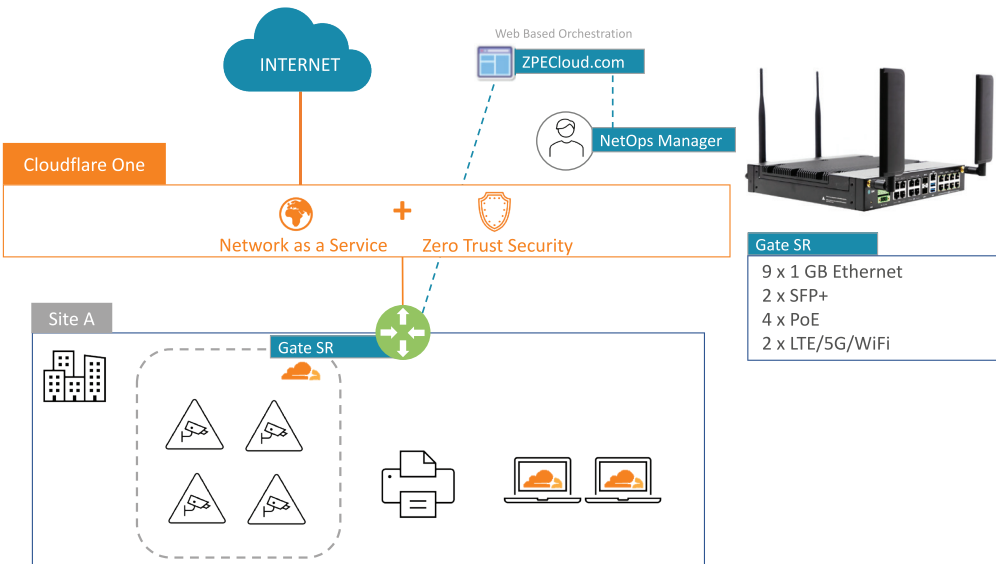 Web Based Orchestration
INTERNET
ZPECloud.com
NetOps Manager
Cloudflare One
+
Network as a Service
Zero Trust Security
Gate SR
9 x 1 GB Ethernet
2 x SFP+
4 x PoE
2 x LTE/5G/WiFi
Site A
Gate SR